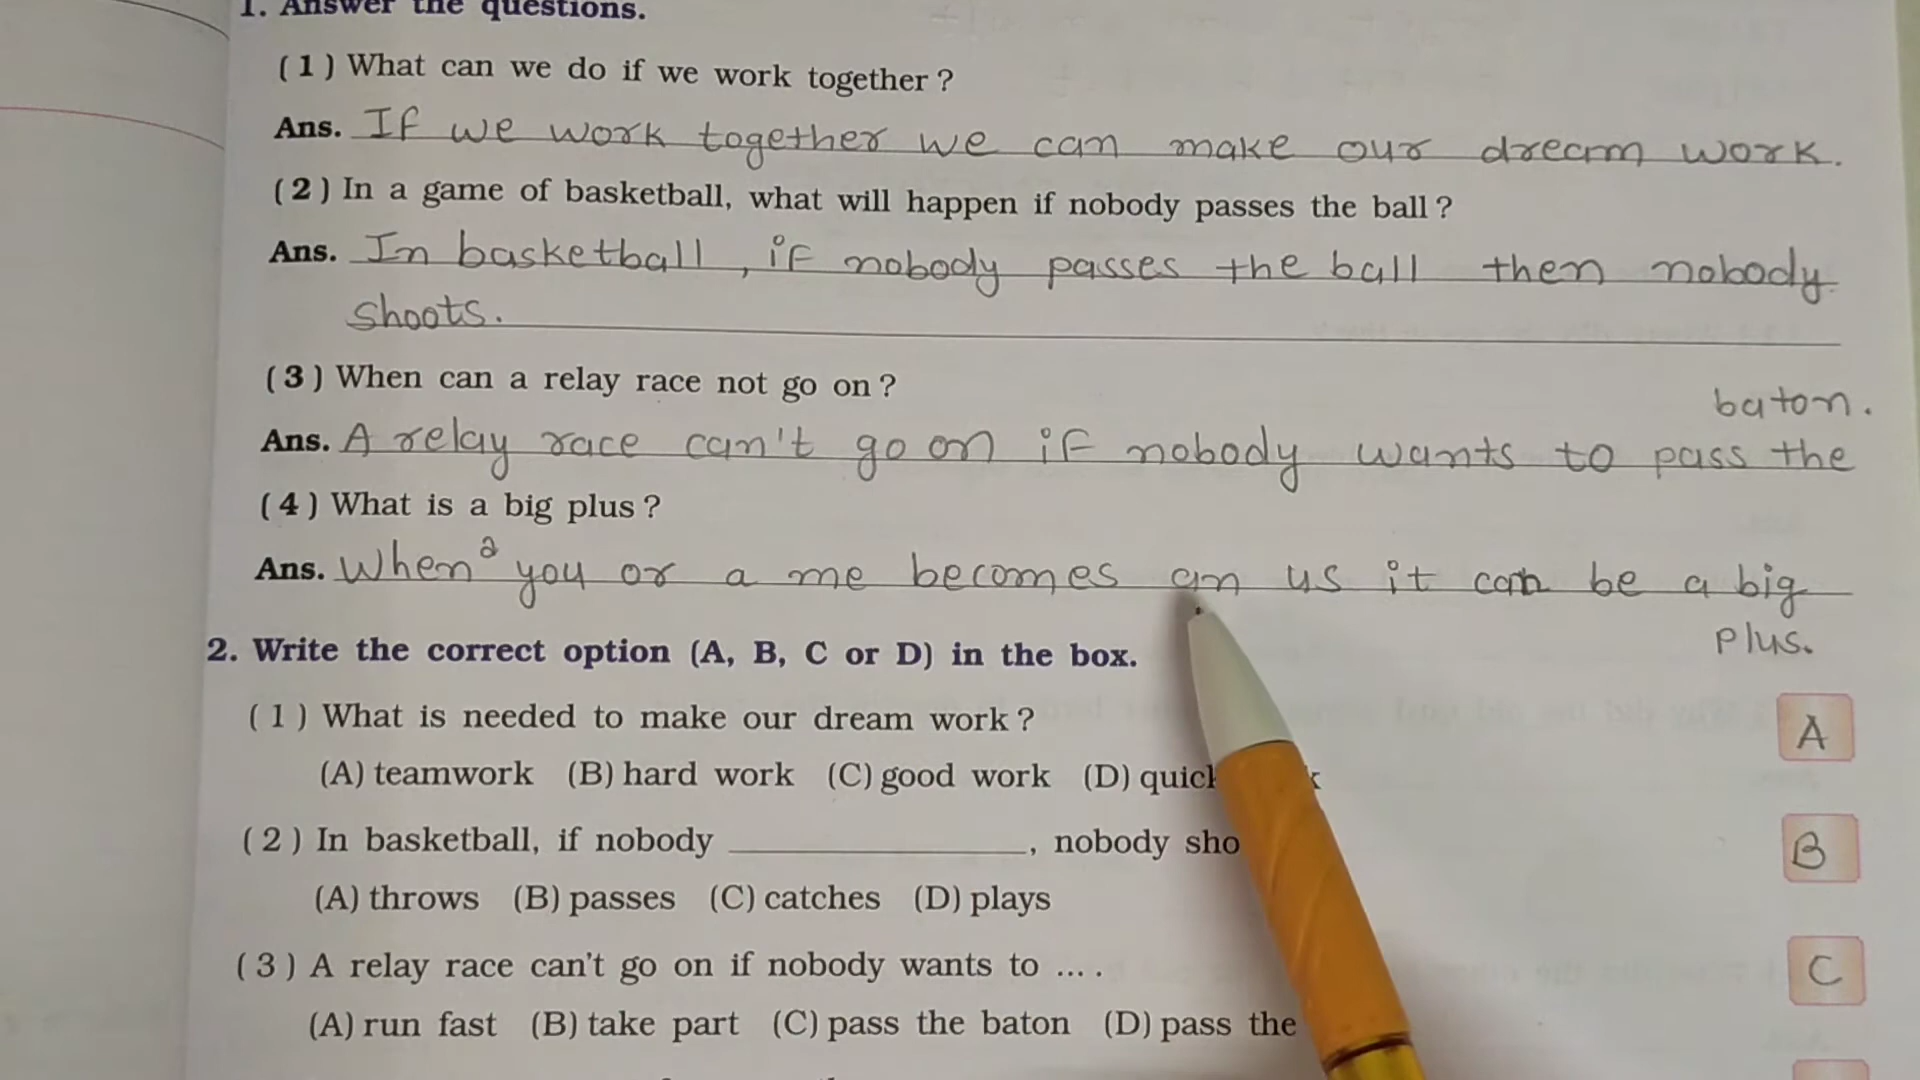 1. Answer the questions.
(1) What can we do if we work together?
Ans. If we work together we can make our dream work.
(2) In a game of basketball, what will happen if nobody passes the ball?
Ans. In basketball, if nobody passes the ball then nobody
shoots.
(3) When can a relay race not go on?
baton.
Ans. A relay race can't go on if nobody wants to pass the
(4) What is a big plus?
Ans. When a you or a me becomes an us it can be a big
plus.
2. Write the correct option (A, B, C or D) in the box.
(1) What is needed to make our dream work? A
(A) teamwork (B) hard work (C) good work (D)
(2) In basketball, if nobody ____________, nobody B
(A) throws (B) passes (C) catches (D) plays
(3) A relay race can't go on if nobody wants to .... C
(A) run fast (B) take part (C) pass the baton (D) pass the